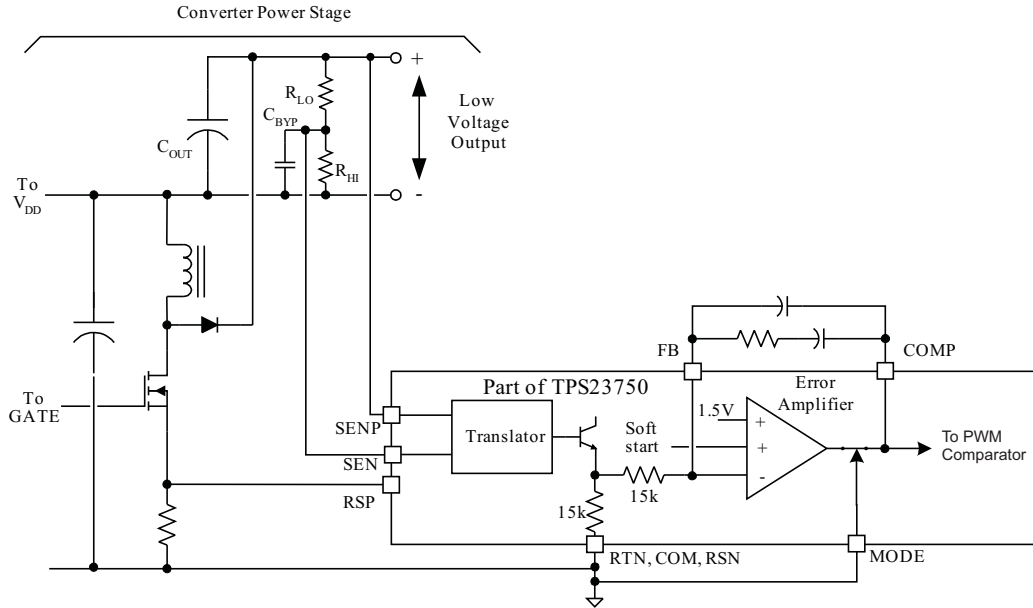 Converter Power Stage
+
R_LO
C_BYP
Low
Voltage
Output
C_OUT
R_HI
To
V_DD
-
FB
COMP
Part of TPS23750
Error
Amplifier
To
GATE
1.5V
+
SENP
Translator
Soft
start
+
To PWM
Comparator
SEN
-
15k
RSP
15k
RTN, COM, RSN
MODE